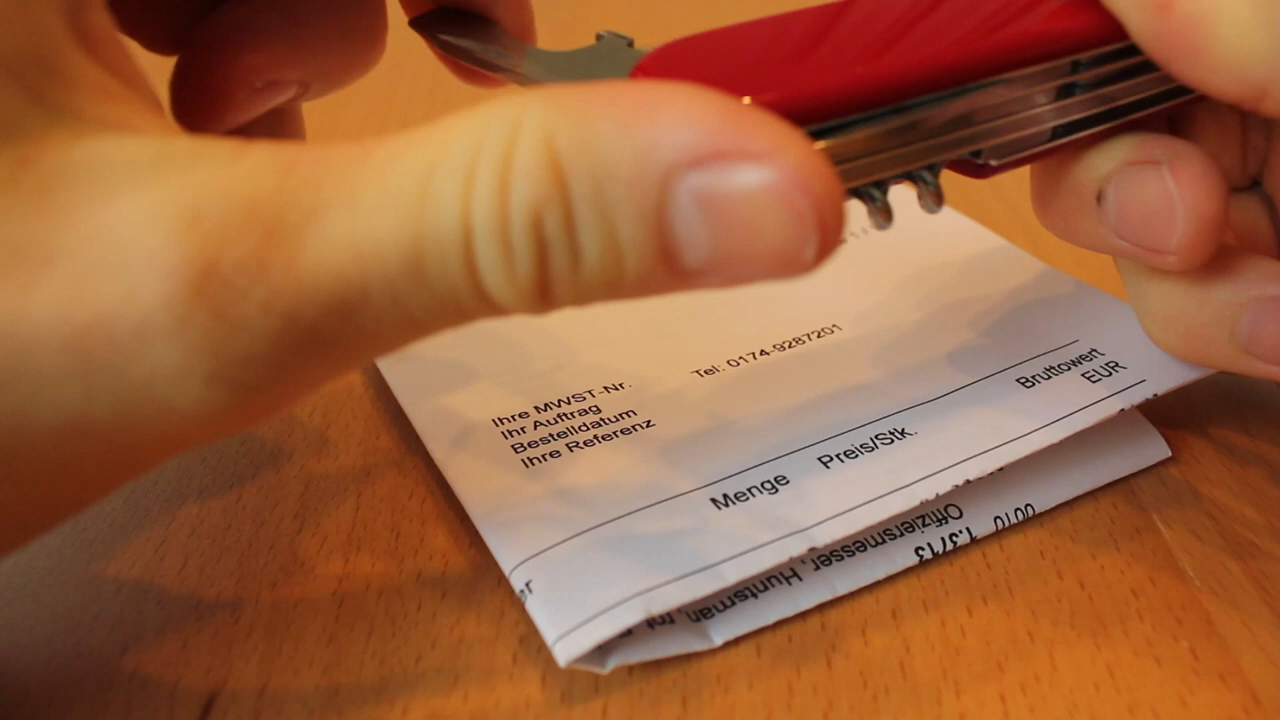 Tel: 0174-9287201
Ihre MWST-Nr.
Ihr Auftrag
Bestelldatum
Ihre Referenz
Bruttowert
Menge Preis/Stk. EUR
0010 1.3713
Offiziersmesser, Huntsman, rot